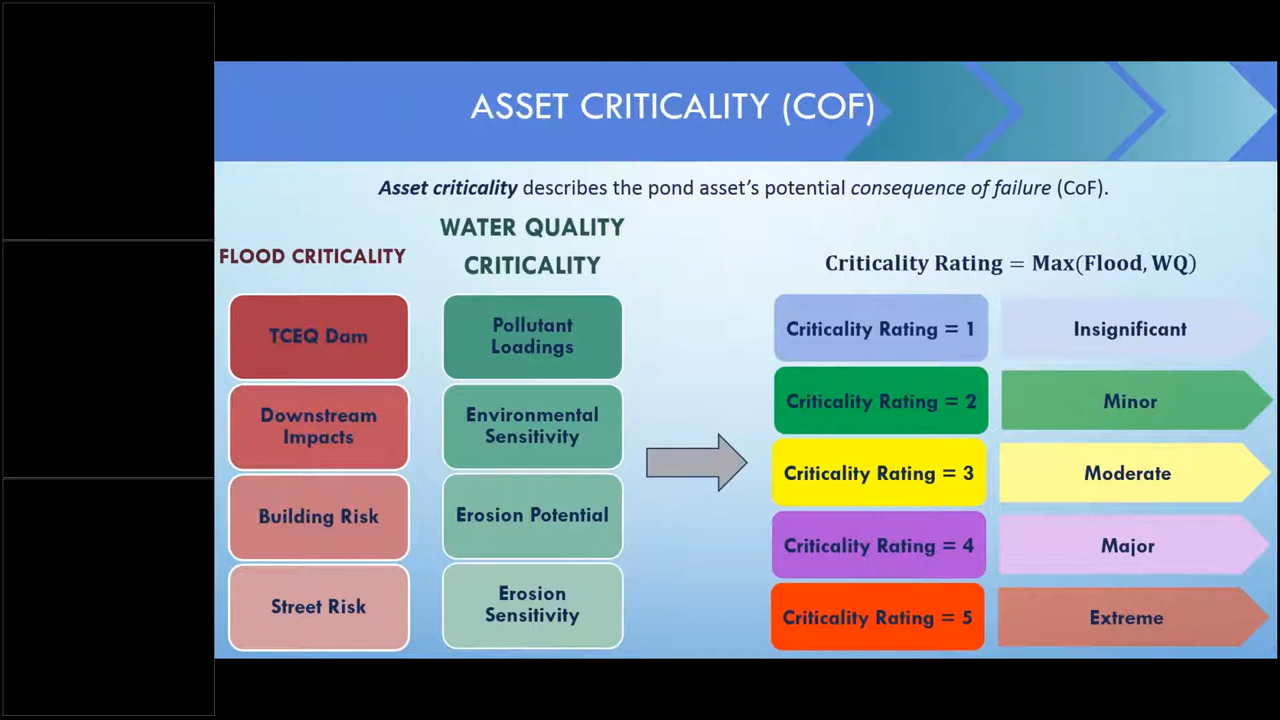 ASSET CRITICALITY (COF)
Asset criticality describes the pond asset's potential consequence of failure (CoF).
FLOOD CRITICALITY
TCEQ Dam
Downstream
Impacts
Building Risk
Street Risk
WATER QUALITY
CRITICALITY
Pollutant
Loadings
Environmental
Sensitivity
Erosion Potential
Erosion
Sensitivity
Criticality Rating = Max(Flood, WQ)
Criticality Rating = 1
Insignificant
Criticality Rating = 2
Minor
Criticality Rating = 3
Moderate
Criticality Rating = 4
Major
Criticality Rating = 5
Extreme